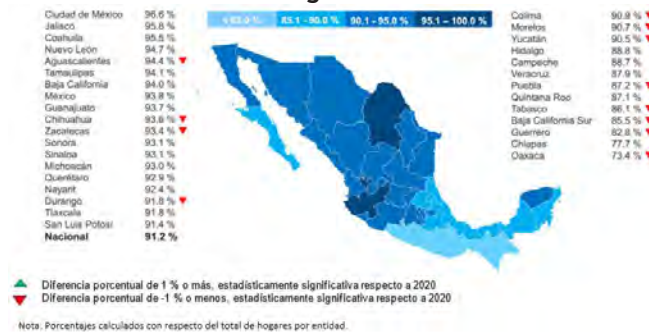 < 85.0 % 85.1 - 90.0 % 90.1 - 95.0 % 95.1 – 100.0 %
Ciudad de México 96.6 %
Jalisco 95.8 %
Coahuila 95.5 %
Nuevo León 94.7 %
Aguascalientes 94.4 % ▼
Tamaulipas 94.1 %
Baja California 94.0 %
México 93.8 %
Guanajuato 93.7 %
Chihuahua 93.6 % ▼
Zacatecas 93.4 % ▼
Sonora 93.1 %
Sinaloa 93.1 %
Michoacán 93.0 %
Querétaro 92.9 %
Nayarit 92.4 %
Durango 91.8 % ▼
Tlaxcala 91.8 %
San Luis Potosí 91.4 %
Nacional 91.2 %
Colima 90.9 % ▼
Morelos 90.7 % ▼
Yucatán 90.5 % ▼
Hidalgo 88.8 %
Campeche 88.7 %
Veracruz 87.9 %
Puebla 87.2 % ▼
Quintana Roo 87.1 %
Tabasco 86.1 % ▼
Baja California Sur 85.5 % ▼
Guerrero 82.8 % ▼
Chiapas 77.7 %
Oaxaca 73.4 % ▼
▲ Diferencia porcentual de 1 % o más, estadísticamente significativa respecto a 2020
▼ Diferencia porcentual de -1 % o menos, estadísticamente significativa respecto a 2020
Nota: Porcentajes calculados con respecto del total de hogares por entidad.